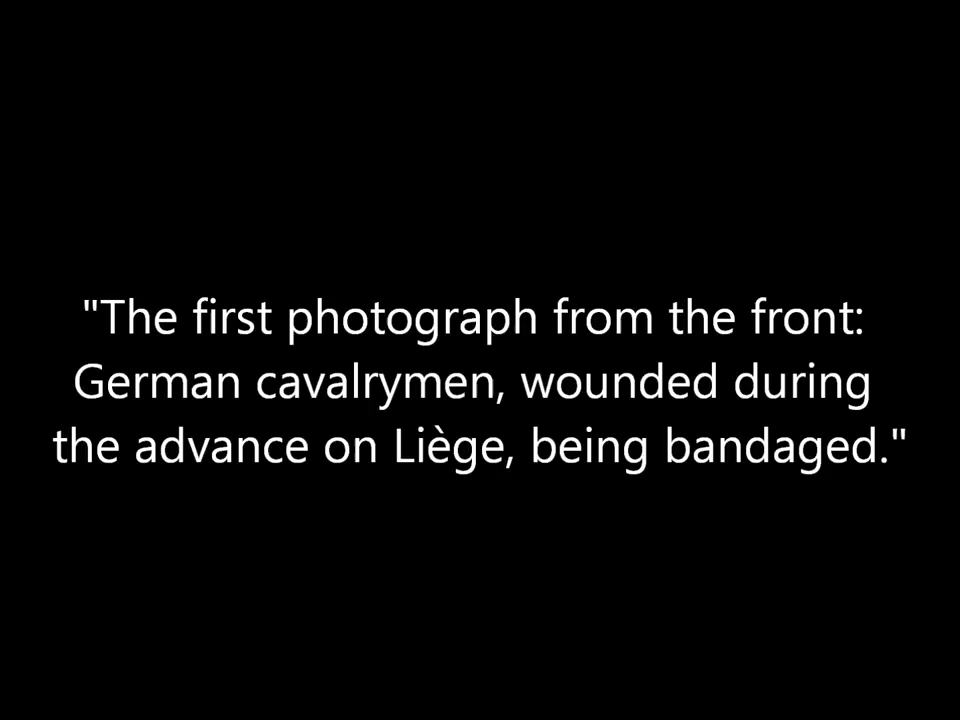 "The first photograph from the front:
German cavalrymen, wounded during
the advance on Liège, being bandaged."